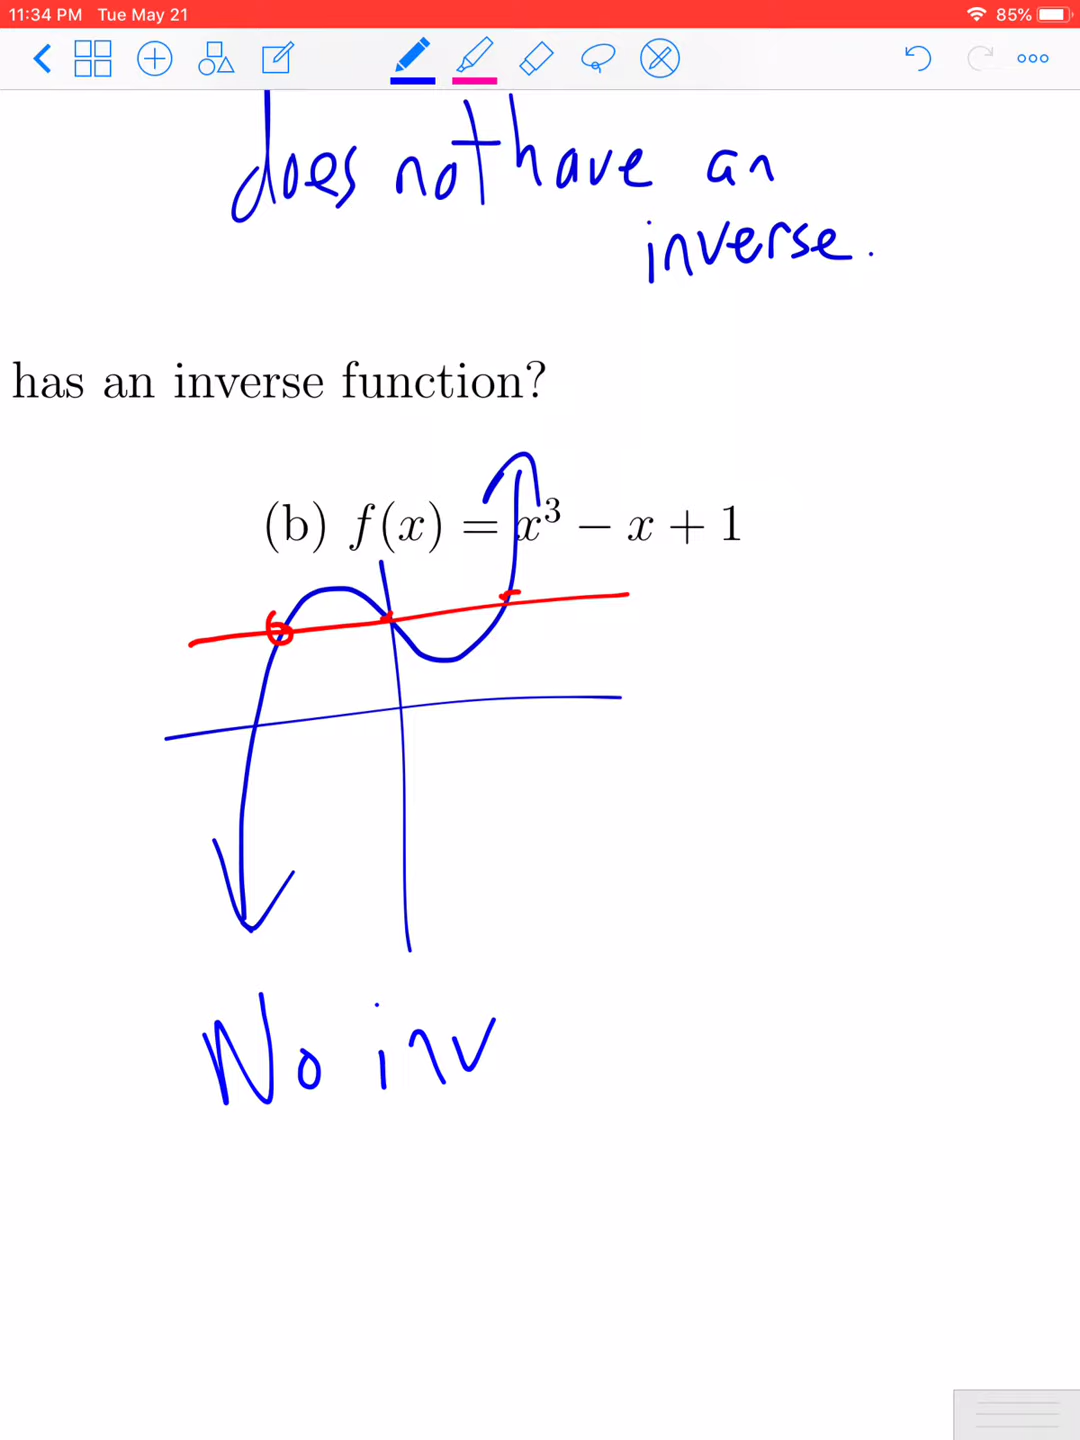 11:34 PM Tue May 21 85%
does not have an
inverse.
has an inverse function?
(b) f(x) = x³ − x + 1
No inv